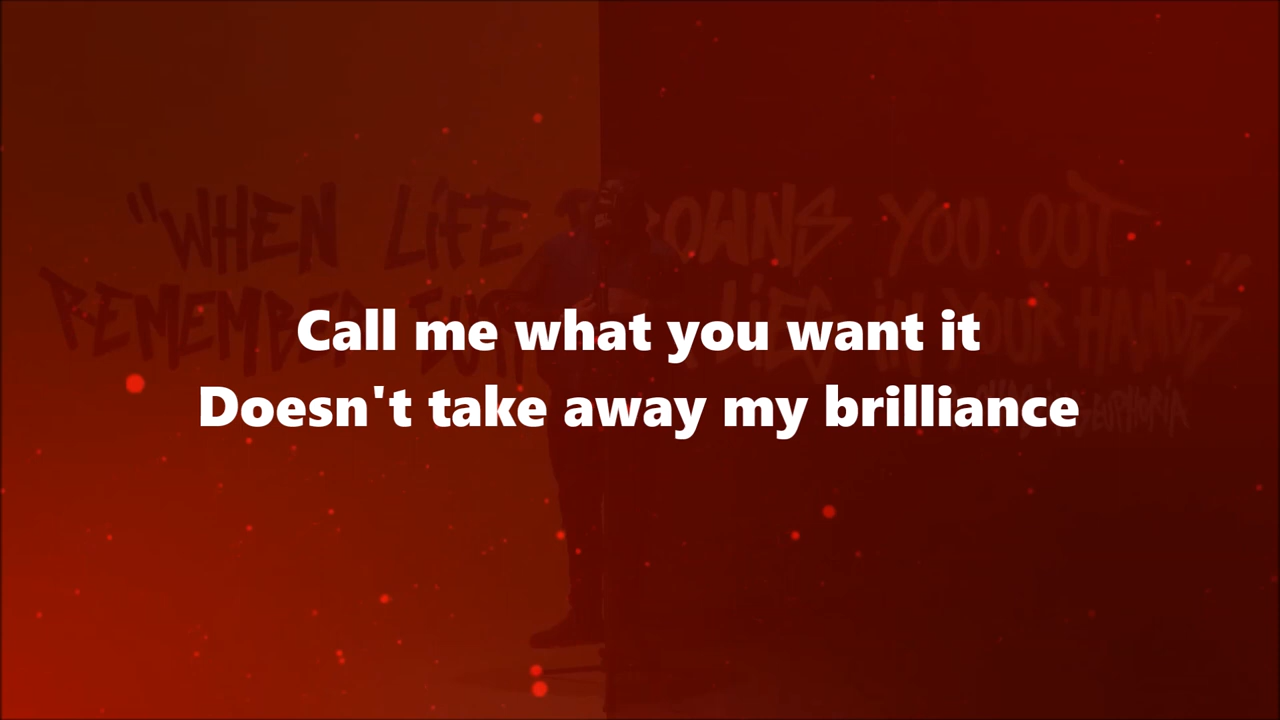 "WHEN LIFE DROWNS YOU OUT
REMEMBER LIES IN YOUR HANDS"
Call me what you want it
Doesn't take away my brilliance